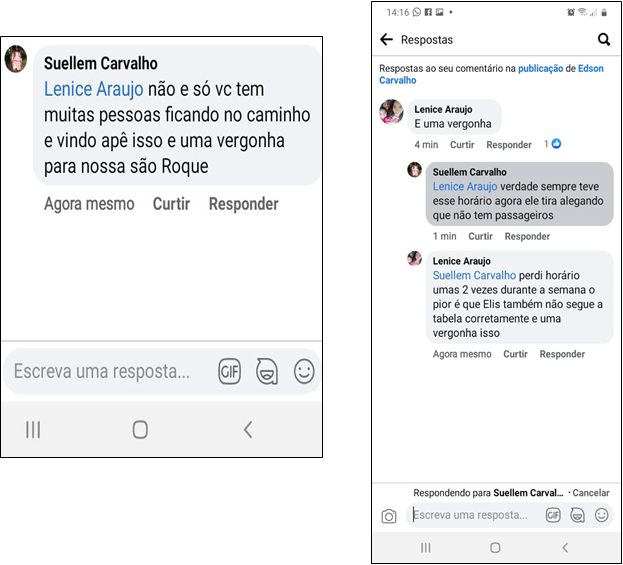 Suellem Carvalho
Lenice Araujo não e só vc tem
muitas pessoas ficando no caminho
e vindo apê isso e uma vergonha
para nossa são Roque
Agora mesmo Curtir Responder
Escreva uma resposta...
GIF
14:16
Respostas
Respostas ao seu comentário na publicação de Edson
Carvalho
Lenice Araujo
E uma vergonha
4 min Curtir Responder 1
Suellem Carvalho
Lenice Araujo verdade sempre teve
esse horário agora ele tira alegando
que não tem passageiros
1 min Curtir Responder
Lenice Araujo
Suellem Carvalho perdi horário
umas 2 vezes durante a semana o
pior é que Elis também não segue a
tabela corretamente e uma
vergonha isso
Agora mesmo Curtir Responder
Respondendo para Suellem Carval... · Cancelar
Escreva uma resposta...
GIF